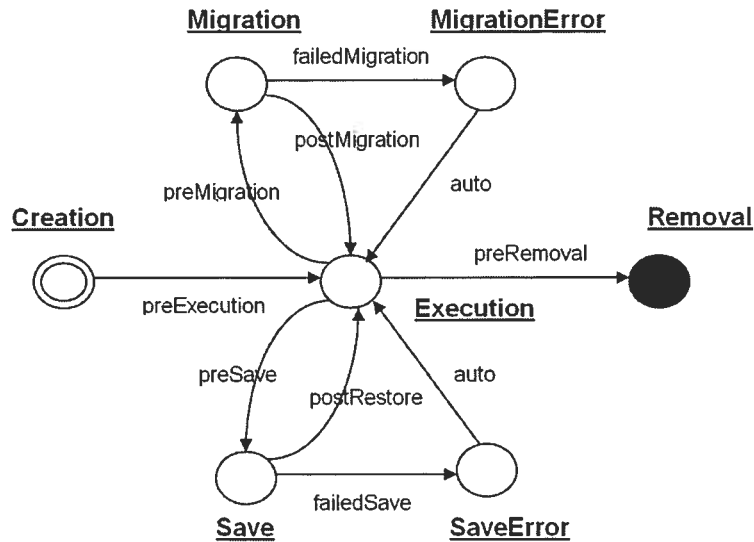 Migration
MigrationError
failedMigration
postMigration
preMigration
auto
Creation
Removal
preRemoval
preExecution
Execution
preSave
postRestore
auto
failedSave
Save
SaveError